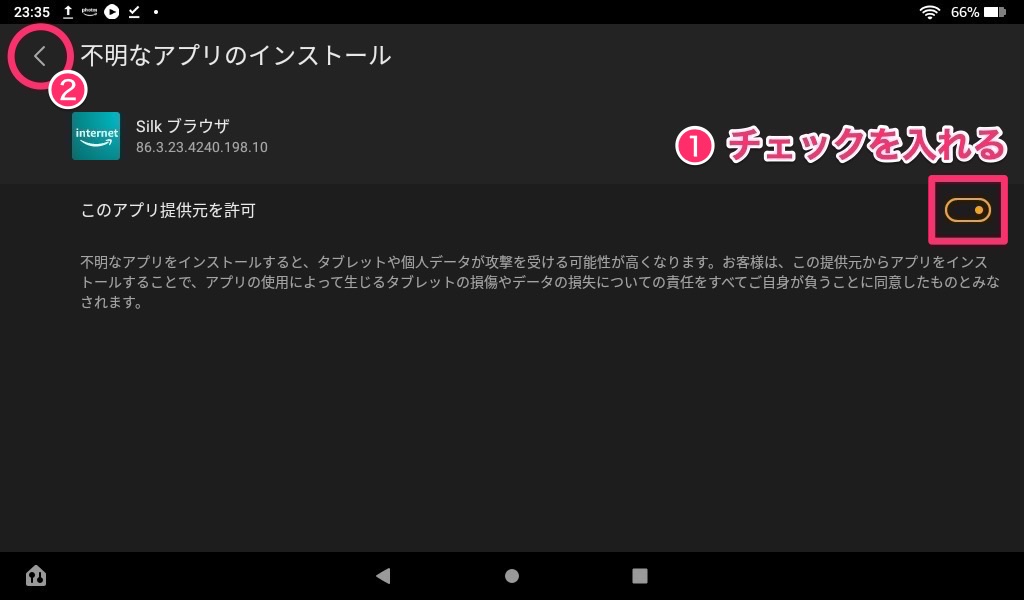 23:35
photos
66%
不明なアプリのインストール
2
internet
Silk ブラウザ
86.3.23.4240.198.10
1 チェックを入れる
このアプリ提供元を許可
不明なアプリをインストールすると、タブレットや個人データが攻撃を受ける可能性が高くなります。お客様は、この提供元からアプリをインス
トールすることで、アプリの使用によって生じるタブレットの損傷やデータの損失についての責任をすべてご自身が負うことに同意したものとみな
されます。